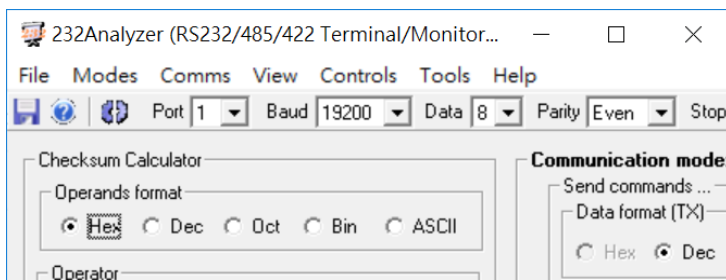 232Analyzer (RS232/485/422 Terminal/Monitor...
File Modes Comms View Controls Tools Help
Port 1 Baud 19200 Data 8 Parity Even Stop
Checksum Calculator
Operands format
Hex Dec Oct Bin ASCII
Operator
Communication mode
Send commands ...
Data format (TX)
Hex Dec